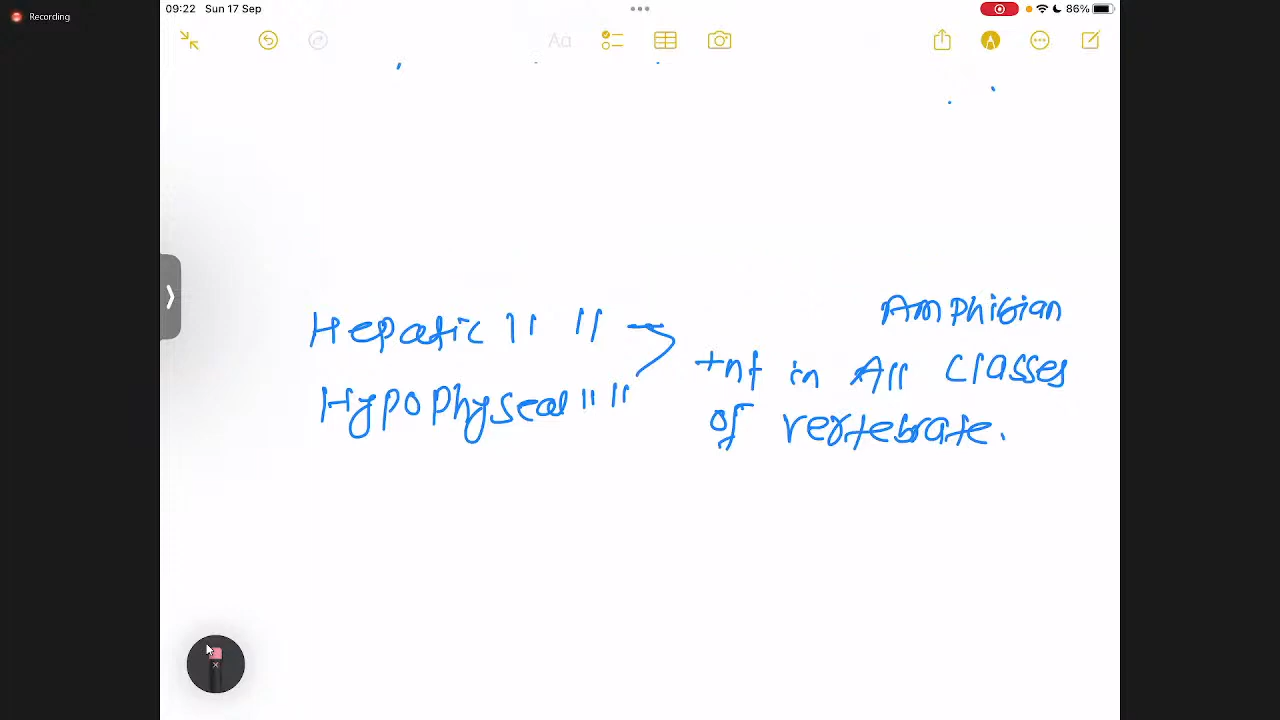 Recording
09:22 Sun 17 Sep
86%
Aa
Amphibian
Hepatic " "
Hypophyseal " "
+nt in All classes
of vertebrate.